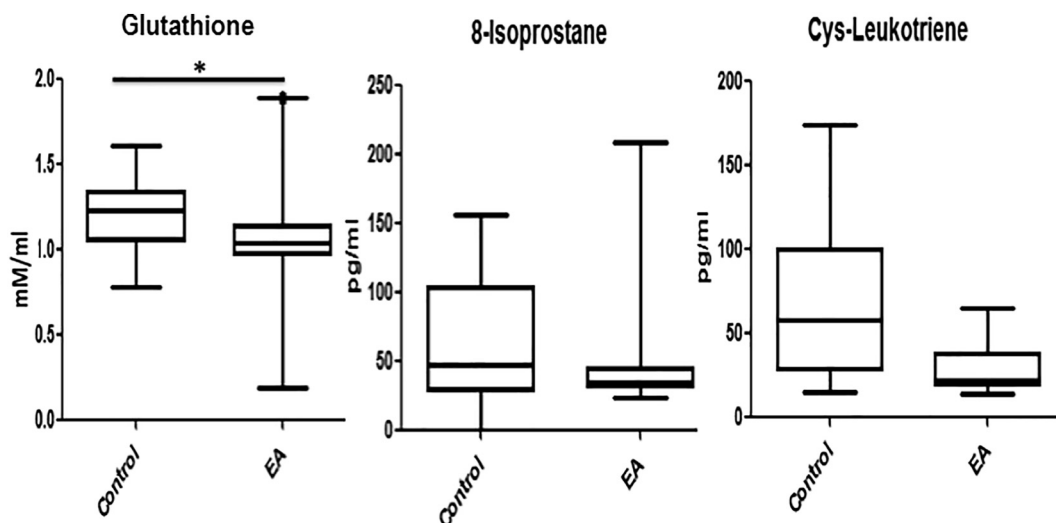 Glutathione
*
2.0
1.5
1.0
0.5
0.0
mM/ml
Control
EA
8-Isoprostane
250
200
150
100
50
0
pg/ml
Control
EA
Cys-Leukotriene
200
150
100
50
0
pg/ml
Control
EA